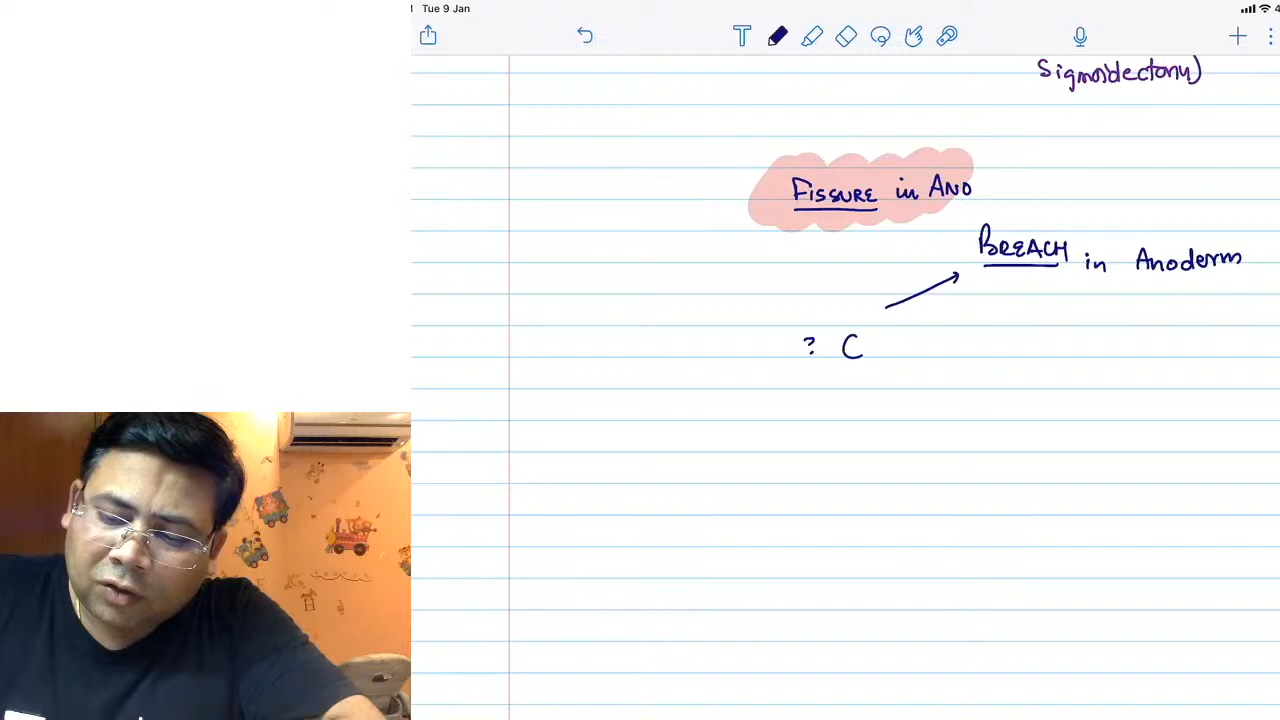 Tue 9 Jan
Sigmoidectomy)
FISSURE in ANO
BREACH in Anoderm
? C